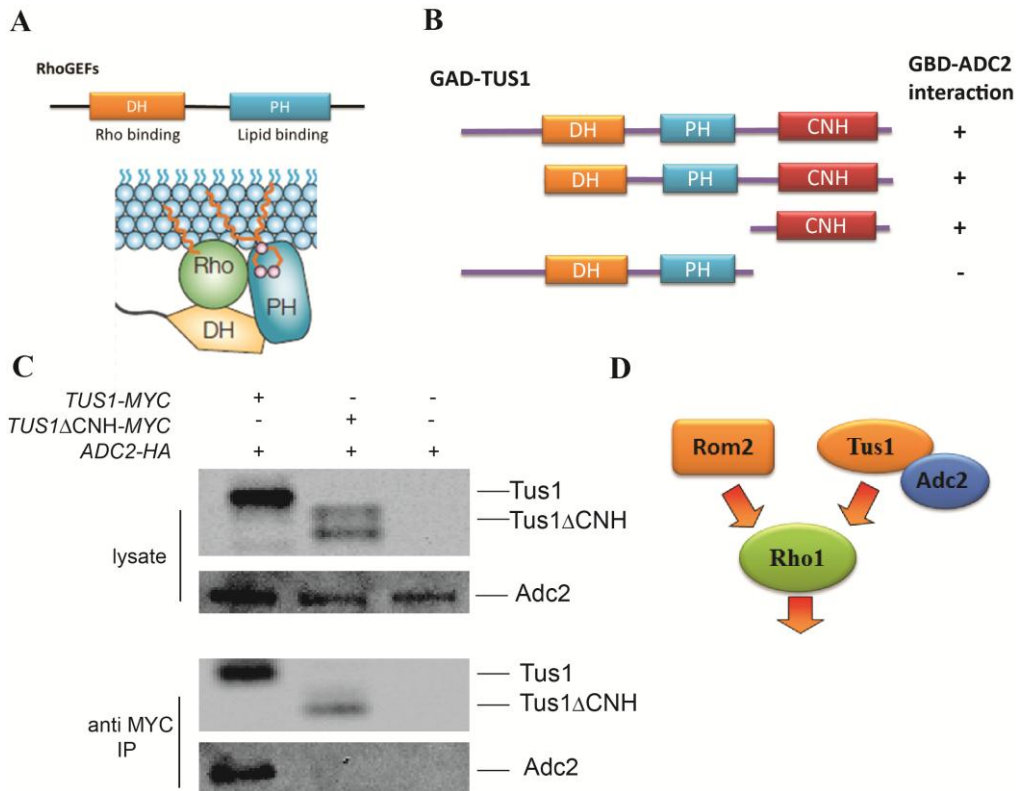 A
RhoGEFs
DH
PH
Rho binding
Lipid binding
Rho
PH
DH
B
GAD-TUS1
GBD-ADC2
interaction
DH PH CNH +
DH PH CNH +
CNH +
DH PH -
C
TUS1-MYC + - -
TUS1ΔCNH-MYC - + -
ADC2-HA + + +
lysate
Tus1
Tus1ΔCNH
Adc2
anti MYC
IP
Tus1
Tus1ΔCNH
Adc2
D
Rom2
Tus1
Adc2
Rho1